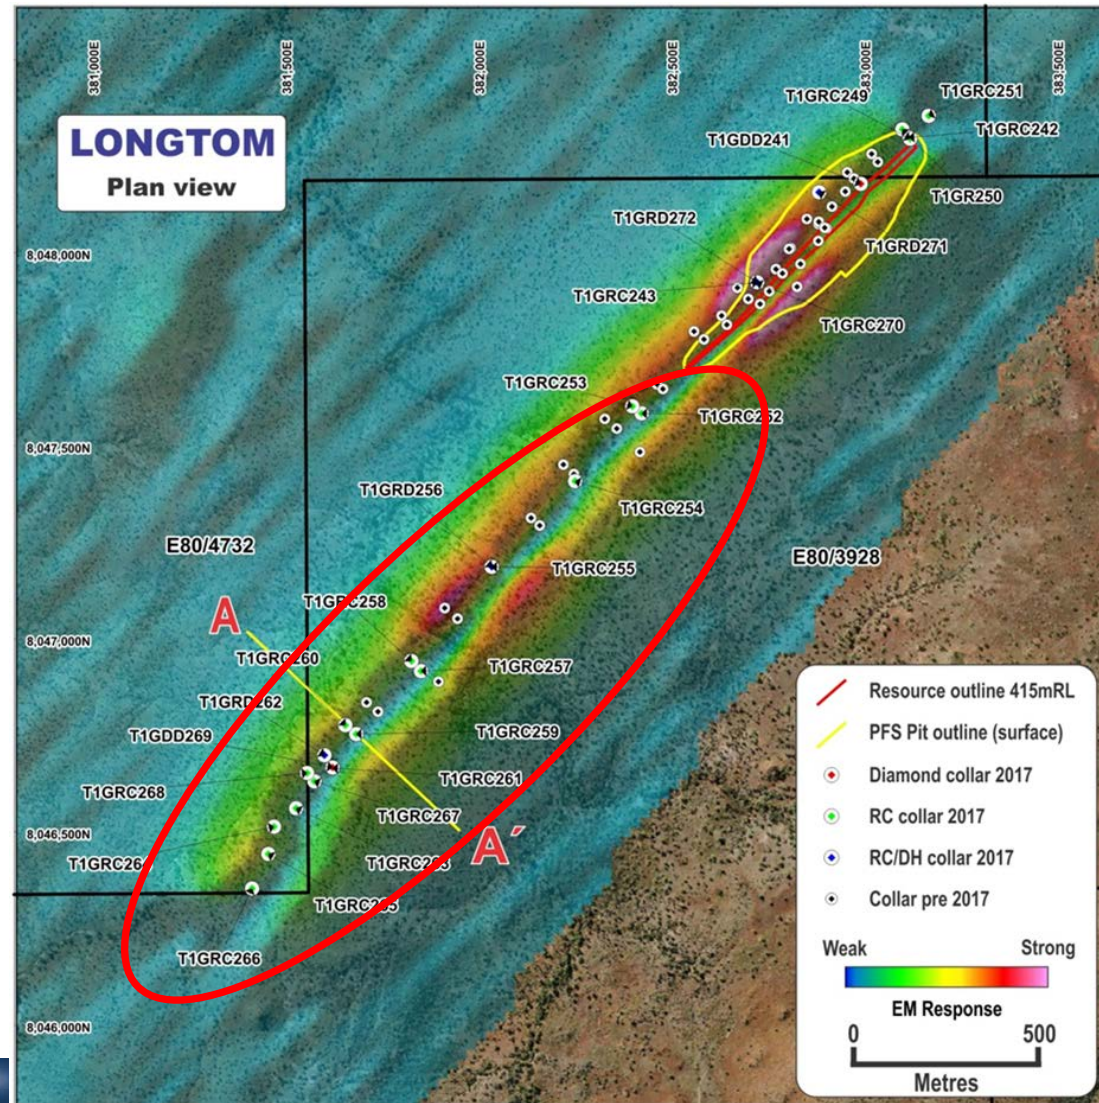 381,000E
381,500E
382,000E
382,500E
383,000E
383,500E
LONGTOM
Plan view
T1GRC249
T1GRC251
T1GDD241
T1GRC242
T1GR250
T1GRD272
T1GRD271
8,048,000N
T1GRC243
T1GRC270
T1GRC253
T1GRC252
8,047,500N
T1GRD256
T1GRC254
E80/4732
E80/3928
T1GRC255
T1GRC258
A
8,047,000N
T1GRC260
T1GRC257
T1GRD262
T1GRC259
T1GDD269
T1GRC261
T1GRC268
T1GRC267
8,046,500N
A´
T1GRC265
T1GRC266
8,046,000N
Resource outline 415mRL
PFS Pit outline (surface)
Diamond collar 2017
RC collar 2017
RC/DH collar 2017
Collar pre 2017
Weak Strong
EM Response
0 500
Metres